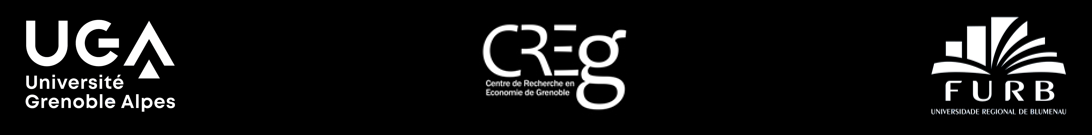 UGA
Université
Grenoble Alpes
CREg
Centre de Recherche en
Economie de Grenoble
FURB
UNIVERSIDADE REGIONAL DE BLUMENAU